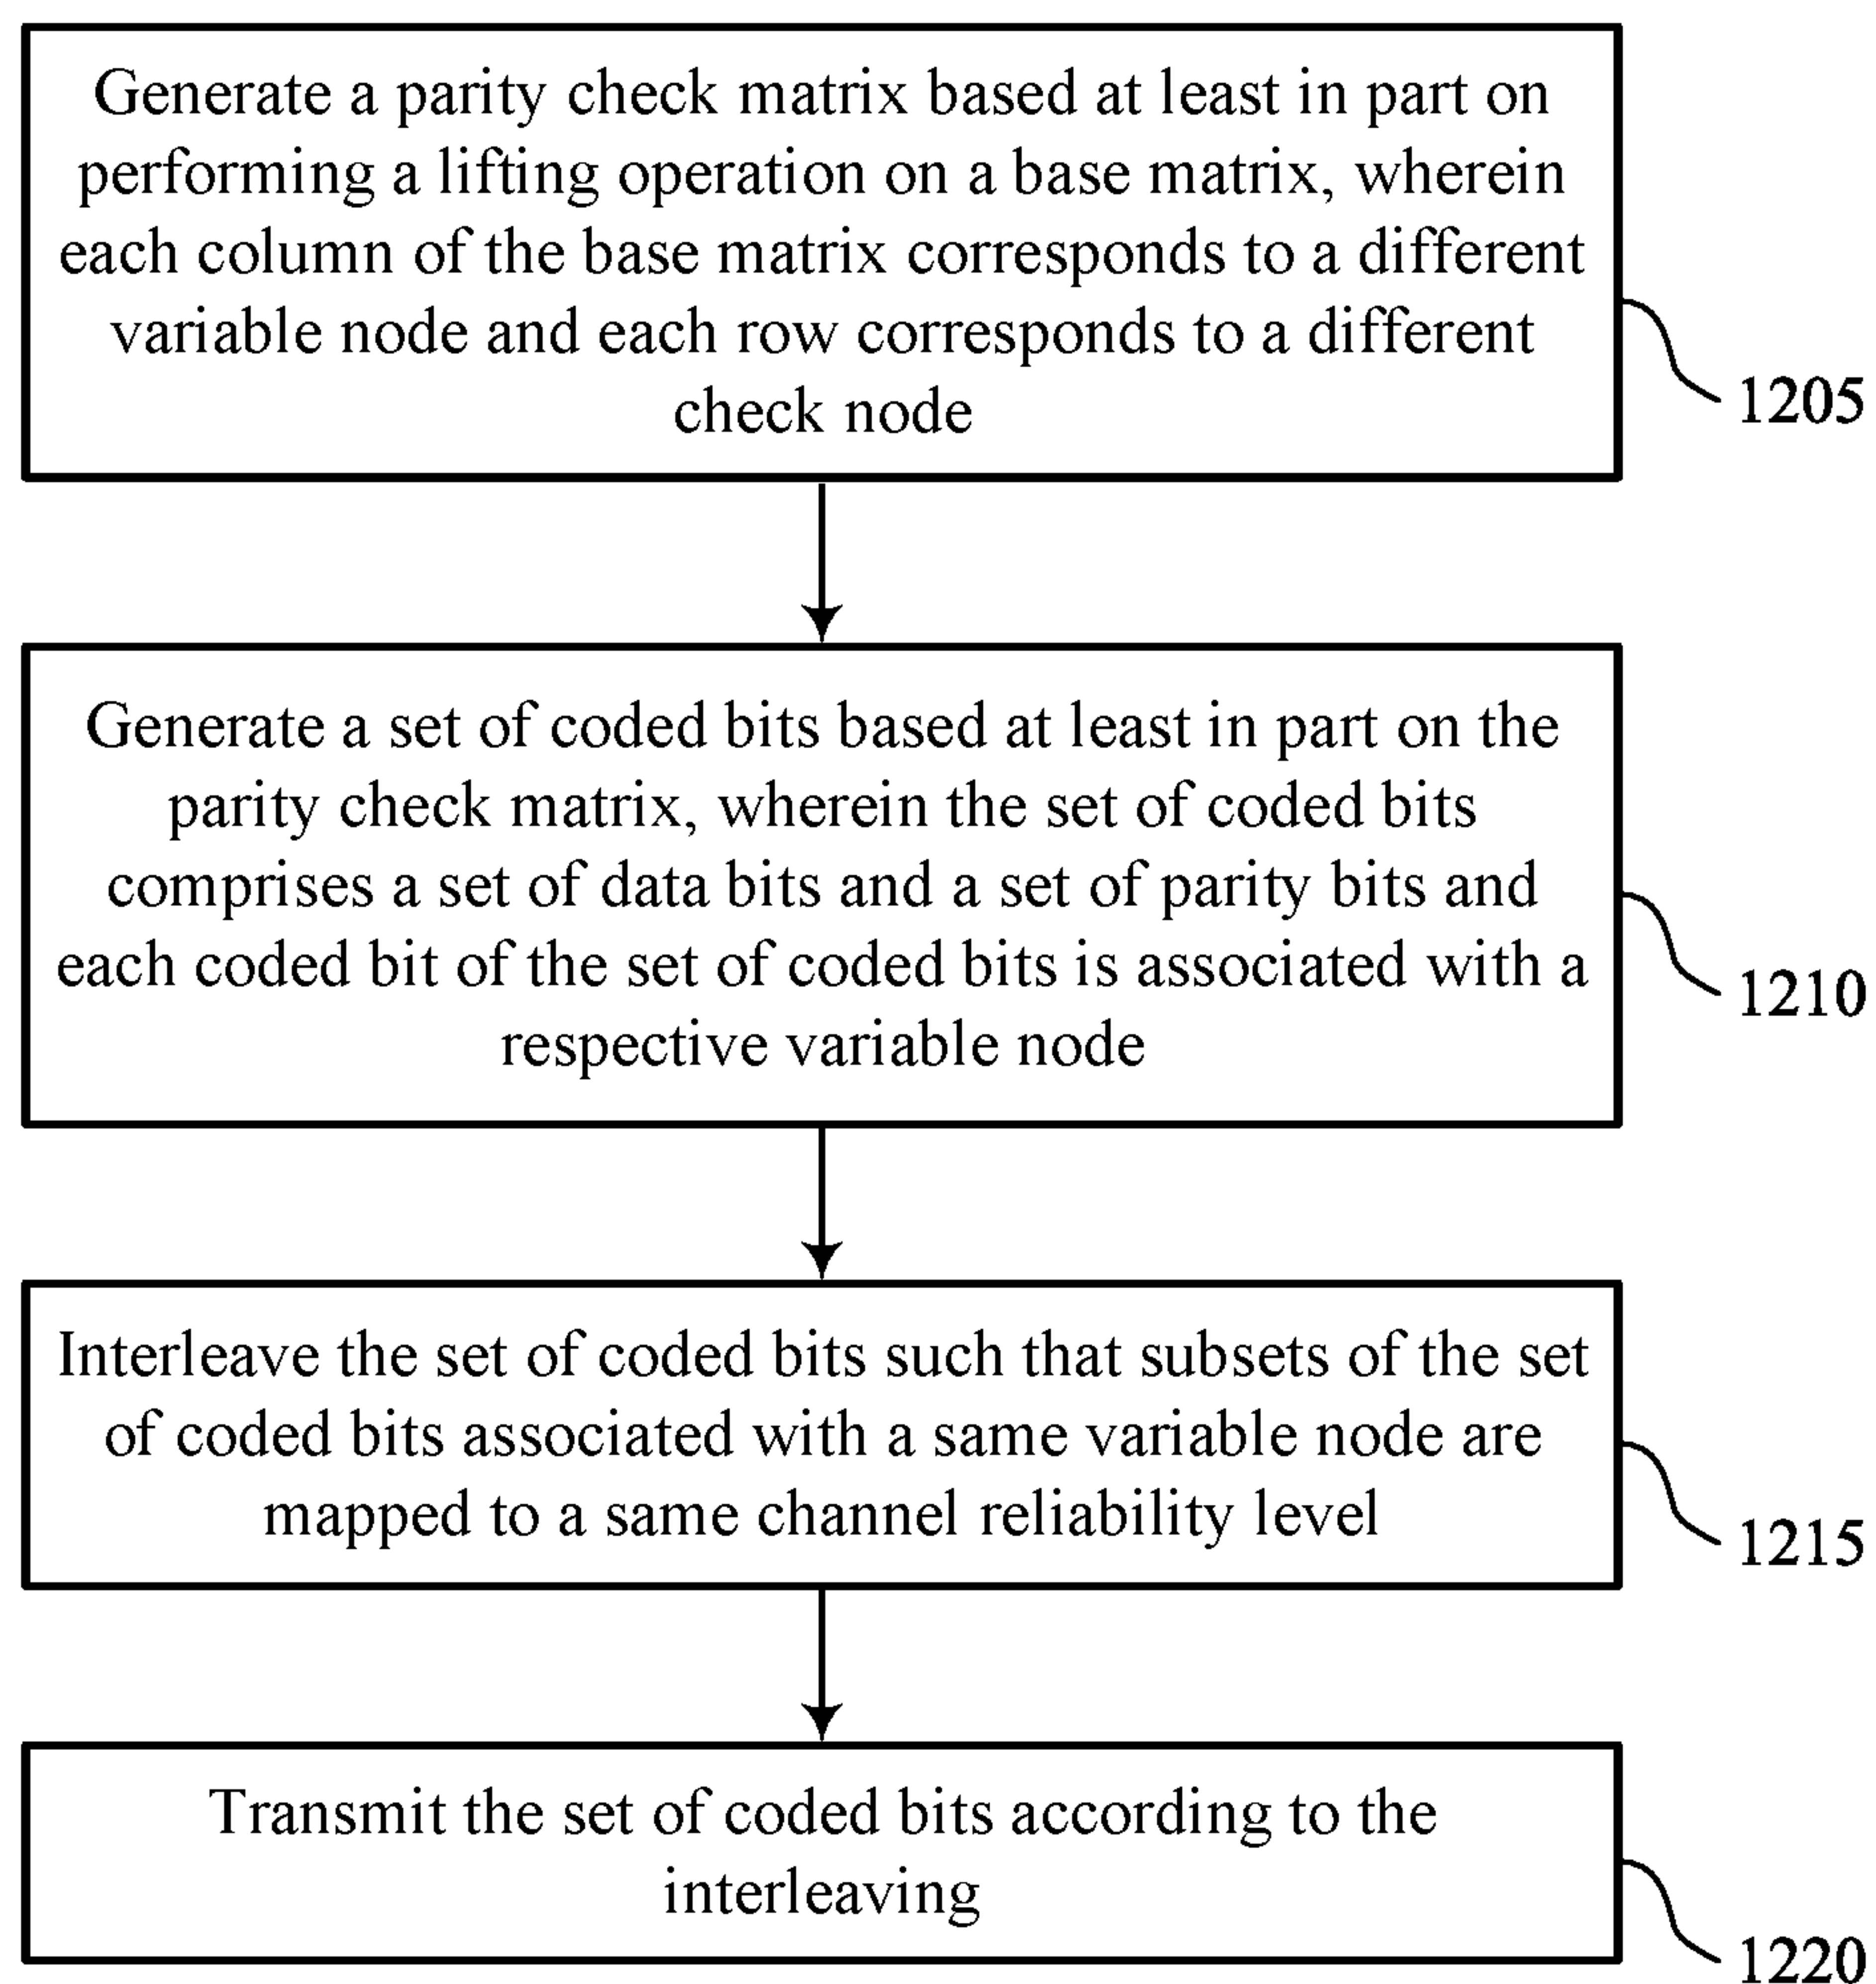 Generate a parity check matrix based at least in part on
performing a lifting operation on a base matrix, wherein
each column of the base matrix corresponds to a different
variable node and each row corresponds to a different
check node
1205
Generate a set of coded bits based at least in part on the
parity check matrix, wherein the set of coded bits
comprises a set of data bits and a set of parity bits and
each coded bit of the set of coded bits is associated with a
respective variable node
1210
Interleave the set of coded bits such that subsets of the set
of coded bits associated with a same variable node are
mapped to a same channel reliability level
1215
Transmit the set of coded bits according to the
interleaving
1220